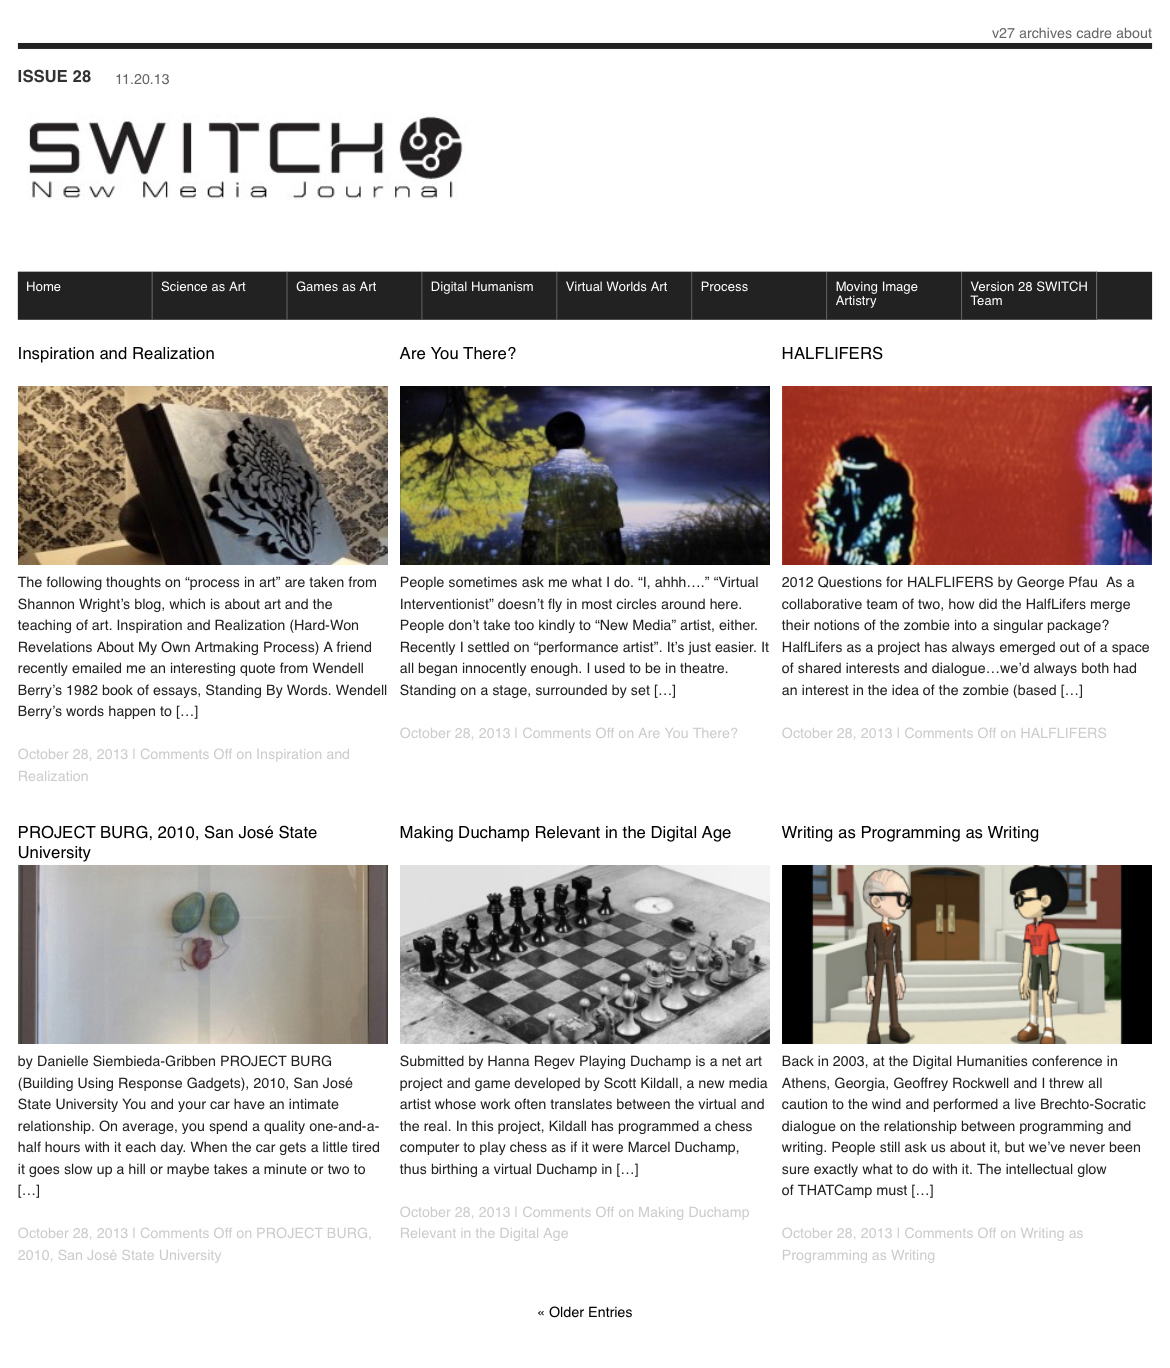 v27 archives cadre about
ISSUE 28 11.20.13
SWITCH
New Media Journal
Home
Science as Art
Games as Art
Digital Humanism
Virtual Worlds Art
Process
Moving Image
Artistry
Version 28 SWITCH
Team
Inspiration and Realization
The following thoughts on “process in art” are taken from
Shannon Wright’s blog, which is about art and the
teaching of art. Inspiration and Realization (Hard-Won
Revelations About My Own Artmaking Process) A friend
recently emailed me an interesting quote from Wendell
Berry’s 1982 book of essays, Standing By Words. Wendell
Berry’s words happen to […]
October 28, 2013 | Comments Off on Inspiration and
Realization
Are You There?
People sometimes ask me what I do. “I, ahhh….” “Virtual
Interventionist” doesn’t fly in most circles around here.
People don’t take too kindly to “New Media” artist, either.
Recently I settled on “performance artist”. It’s just easier. It
all began innocently enough. I used to be in theatre.
Standing on a stage, surrounded by set […]
October 28, 2013 | Comments Off on Are You There?
HALFLIFERS
2012 Questions for HALFLIFERS by George Pfau  As a
collaborative team of two, how did the HalfLifers merge
their notions of the zombie into a singular package?
HalfLifers as a project has always emerged out of a space
of shared interests and dialogue…we’d always both had
an interest in the idea of the zombie (based […]
October 28, 2013 | Comments Off on HALFLIFERS
PROJECT BURG, 2010, San José State
University
by Danielle Siembieda-Gribben PROJECT BURG
(Building Using Response Gadgets), 2010, San José
State University You and your car have an intimate
relationship. On average, you spend a quality one-and-a-
half hours with it each day. When the car gets a little tired
it goes slow up a hill or maybe takes a minute or two to
[…]
October 28, 2013 | Comments Off on PROJECT BURG,
2010, San José State University
Making Duchamp Relevant in the Digital Age
Submitted by Hanna Regev Playing Duchamp is a net art
project and game developed by Scott Kildall, a new media
artist whose work often translates between the virtual and
the real. In this project, Kildall has programmed a chess
computer to play chess as if it were Marcel Duchamp,
thus birthing a virtual Duchamp in […]
October 28, 2013 | Comments Off on Making Duchamp
Relevant in the Digital Age
Writing as Programming as Writing
Back in 2003, at the Digital Humanities conference in
Athens, Georgia, Geoffrey Rockwell and I threw all
caution to the wind and performed a live Brechto-Socratic
dialogue on the relationship between programming and
writing. People still ask us about it, but we’ve never been
sure exactly what to do with it. The intellectual glow
of THATCamp must […]
October 28, 2013 | Comments Off on Writing as
Programming as Writing
« Older Entries